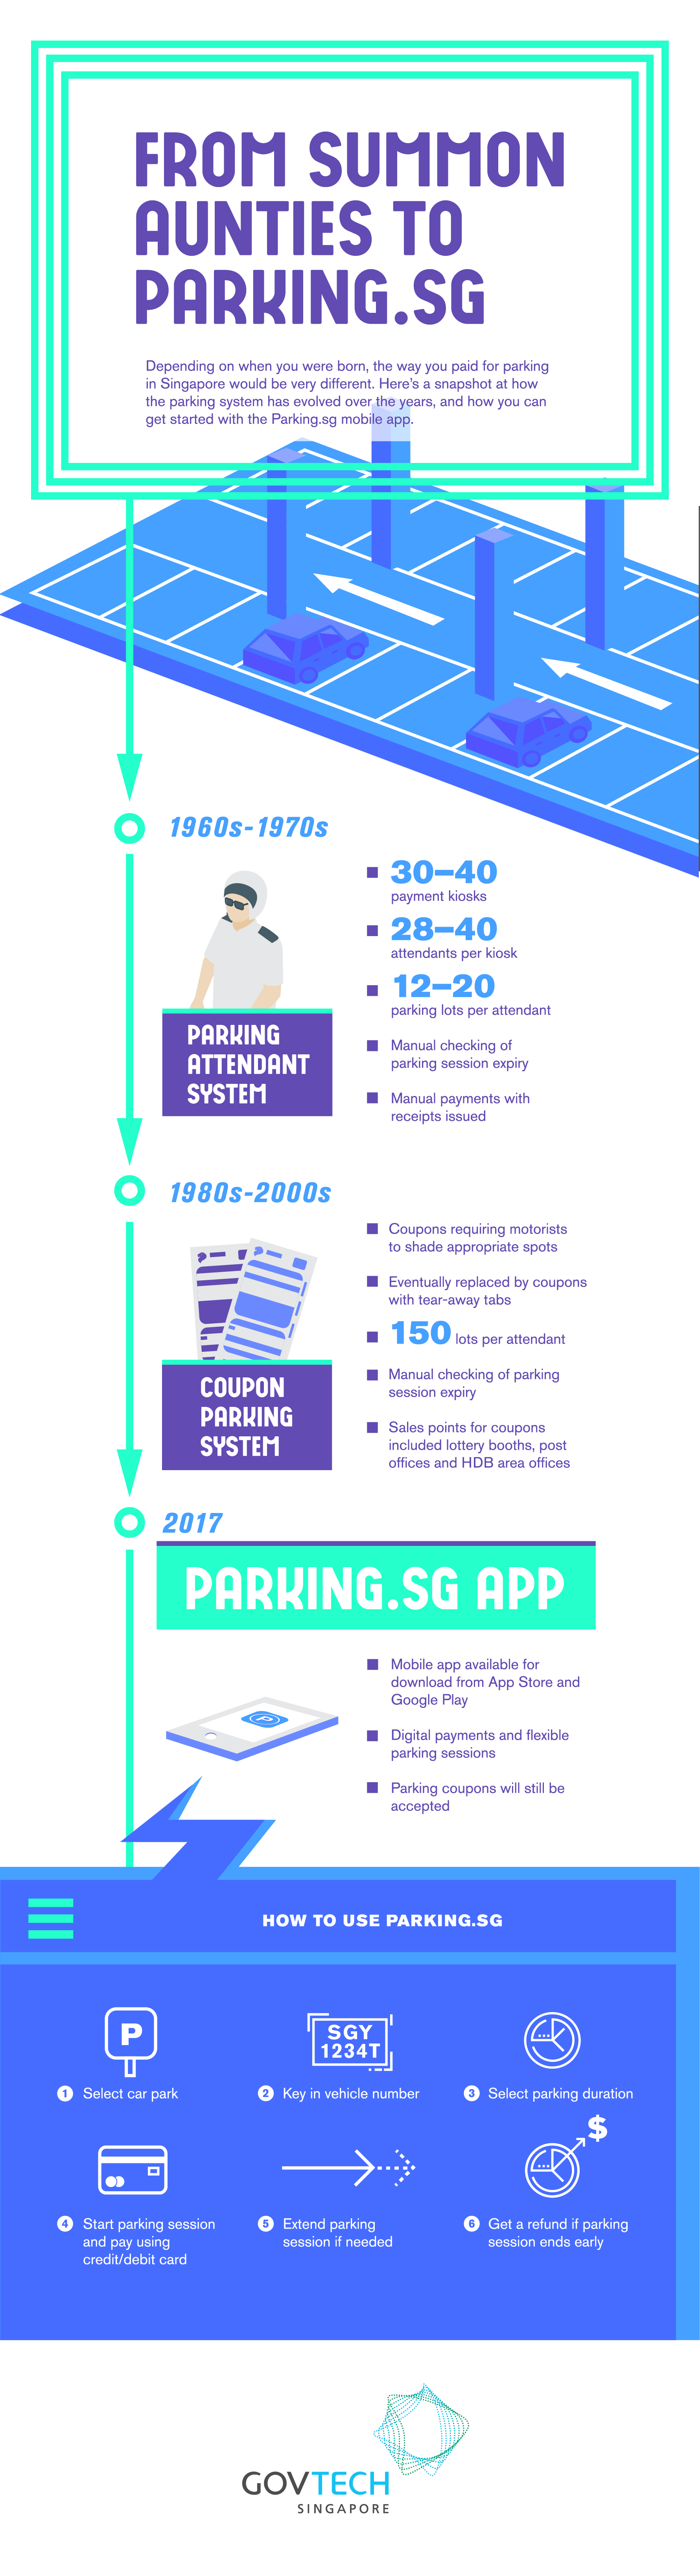 FROM SUMMON
AUNTIES TO
PARKING.SG
Depending on when you were born, the way you paid for parking
in Singapore would be very different. Here's a snapshot at how
the parking system has evolved over the years, and how you can
get started with the Parking.sg mobile app.
1960s-1970s
PARKING
ATTENDANT
SYSTEM
30–40
payment kiosks
28–40
attendants per kiosk
12–20
parking lots per attendant
Manual checking of
parking session expiry
Manual payments with
receipts issued
1980s-2000s
COUPON
PARKING
SYSTEM
Coupons requiring motorists
to shade appropriate spots
Eventually replaced by coupons
with tear-away tabs
150 lots per attendant
Manual checking of parking
session expiry
Sales points for coupons
included lottery booths, post
offices and HDB area offices
2017
PARKING.SG APP
P
Mobile app available for
download from App Store and
Google Play
Digital payments and flexible
parking sessions
Parking coupons will still be
accepted
HOW TO USE PARKING.SG
P
1 Select car park
SGY
1234T
2 Key in vehicle number
3 Select parking duration
4 Start parking session
and pay using
credit/debit card
5 Extend parking
session if needed
$
6 Get a refund if parking
session ends early
GOVTECH
SINGAPORE